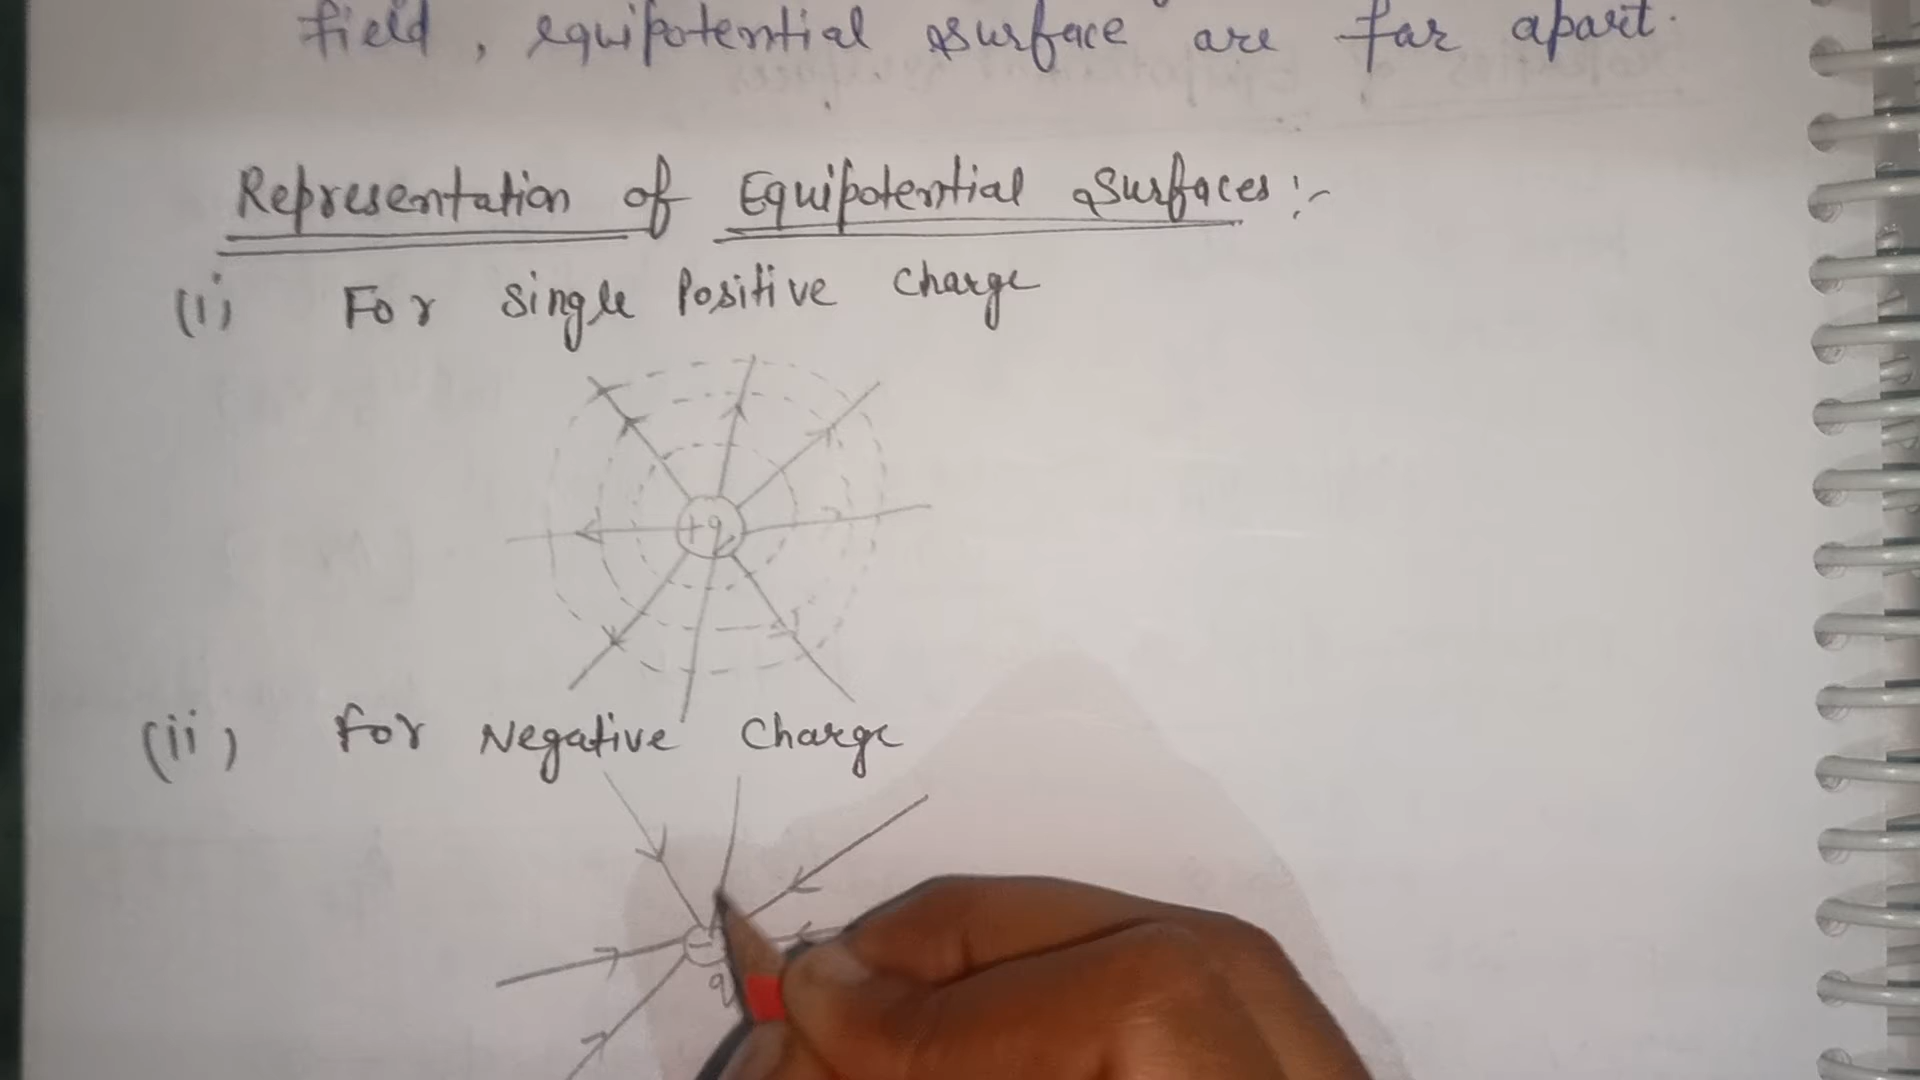 field, equipotential surface are far apart.
Representation of Equipotential Surfaces :-
(i) For single Positive Charge
+q
(ii) For Negative Charge
-
q